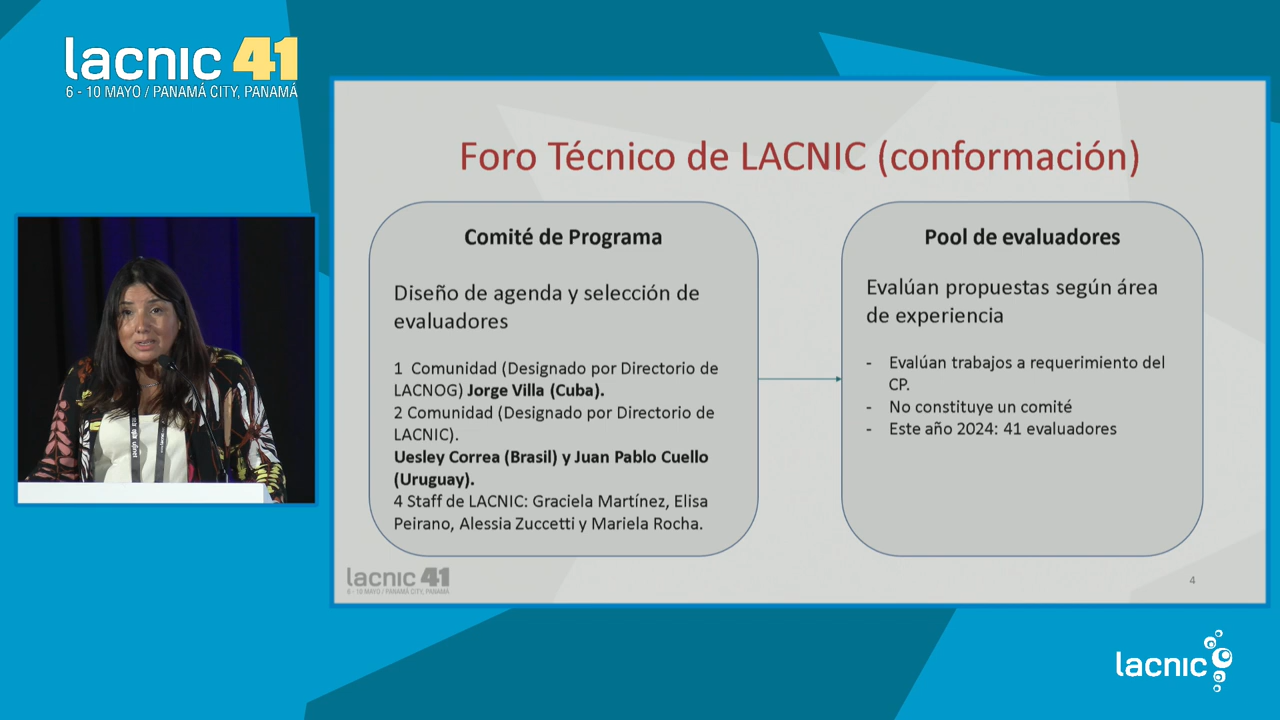 lacnic 41
6 - 10 MAYO / PANAMÁ CITY, PANAMÁ
Foro Técnico de LACNIC (conformación)
Comité de Programa
Diseño de agenda y selección de
evaluadores
1 Comunidad (Designado por Directorio de
LACNOG) Jorge Villa (Cuba).
2 Comunidad (Designado por Directorio de
LACNIC).
Uesley Correa (Brasil) y Juan Pablo Cuello
(Uruguay).
4 Staff de LACNIC: Graciela Martínez, Elisa
Peirano, Alessia Zuccetti y Mariela Rocha.
Pool de evaluadores
Evalúan propuestas según área
de experiencia
- Evalúan trabajos a requerimiento del
CP.
- No constituye un comité
- Este año 2024: 41 evaluadores
lacnic 41
6 - 10 MAYO / PANAMÁ CITY, PANAMÁ
4
lacnic